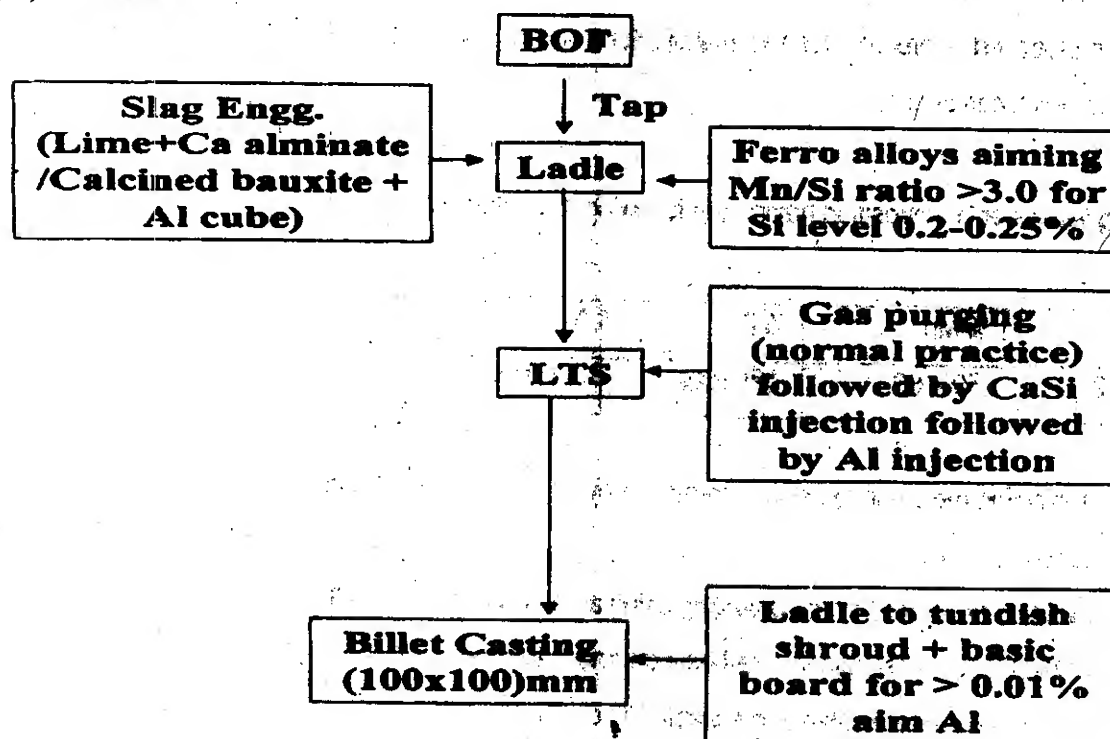 BOF
Tap
Slag Engg.
(Lime+Ca alminate
/Calcined bauxite +
Al cube)
Ladle
Ferro alloys aiming
Mn/Si ratio >3.0 for
Si level 0.2-0.25%
LTS
Gas purging
(normal practice)
followed by CaSi
injection followed
by Al injection
Billet Casting
(100x100)mm
Ladle to tundish
shroud + basic
board for > 0.01%
aim Al